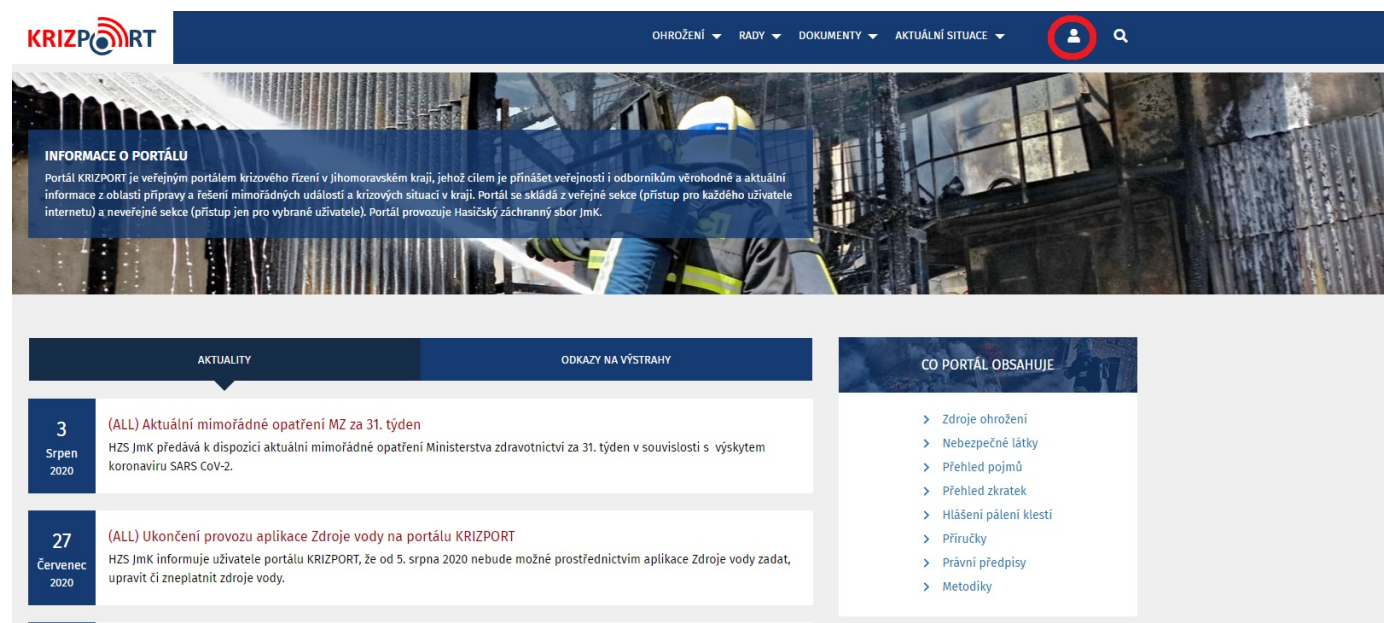 KRIZPORT
OHROŽENÍ RADY DOKUMENTY AKTUÁLNÍ SITUACE
INFORMACE O PORTÁLU
Portál KRIZPORT je veřejným portálem krizového řízení v Jihomoravském kraji, jehož cílem je přinášet veřejnosti i odborníkům věrohodné a aktuální
informace z oblasti přípravy a řešení mimořádných událostí a krizových situací v kraji. Portál se skládá z veřejné sekce (přístup pro každého uživatele
internetu) a neveřejné sekce (přístup jen pro vybrané uživatele). Portál provozuje Hasičský záchranný sbor JmK.
AKTUALITY
ODKAZY NA VÝSTRAHY
3
Srpen
2020
(ALL) Aktuální mimořádné opatření MZ za 31. týden
HZS JmK předává k dispozici aktuální mimořádné opatření Ministerstva zdravotnictví za 31. týden v souvislosti s výskytem
koronaviru SARS CoV-2.
27
Červenec
2020
(ALL) Ukončení provozu aplikace Zdroje vody na portálu KRIZPORT
HZS JmK informuje uživatele portálu KRIZPORT, že od 5. srpna 2020 nebude možné prostřednictvím aplikace Zdroje vody zadat,
upravit či zneplatnit zdroje vody.
CO PORTÁL OBSAHUJE
Zdroje ohrožení
Nebezpečné látky
Přehled pojmů
Přehled zkratek
Hlášení pálení klestí
Příručky
Právní předpisy
Metodiky